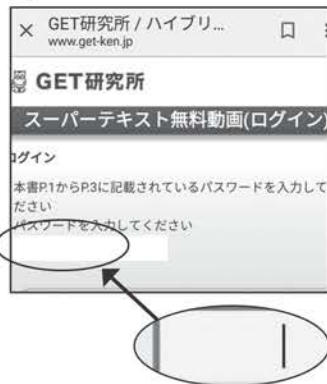 × GET研究所 / ハイブリ...
www.get-ken.jp
GET研究所
スーパーテキスト無料動画(ログイン)
ログイン
本書P.1からP.3に記載されているパスワードを入力して
ださい
パスワードを入力してください